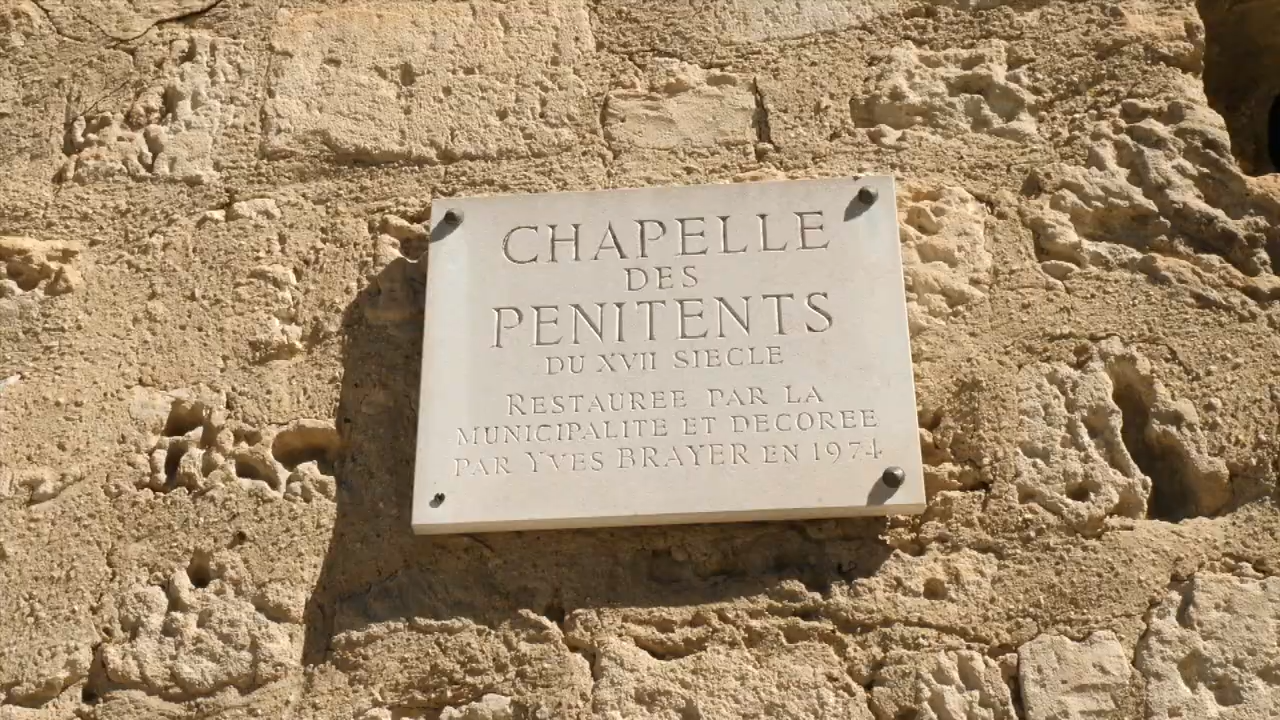 CHAPELLE
DES
PENITENTS
DU XVII SIECLE
RESTAUREE PAR LA
MUNICIPALITE ET DECOREE
PAR YVES BRAYER EN 1974